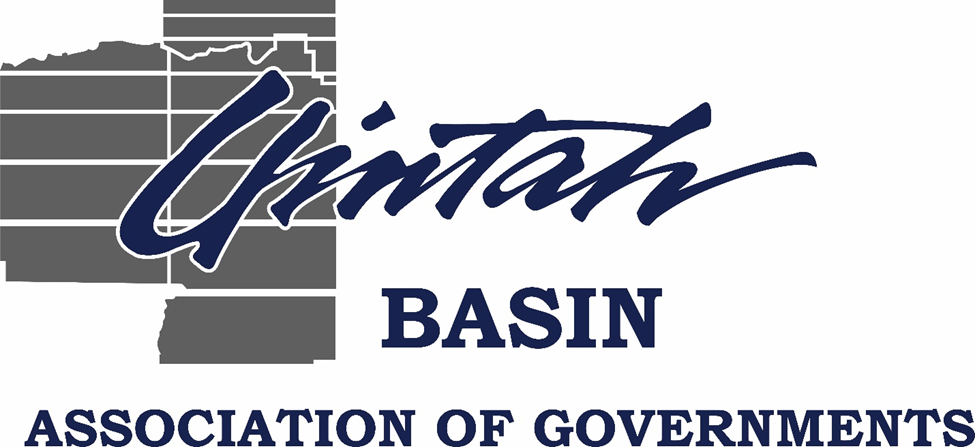 Uintah
BASIN
ASSOCIATION OF GOVERNMENTS